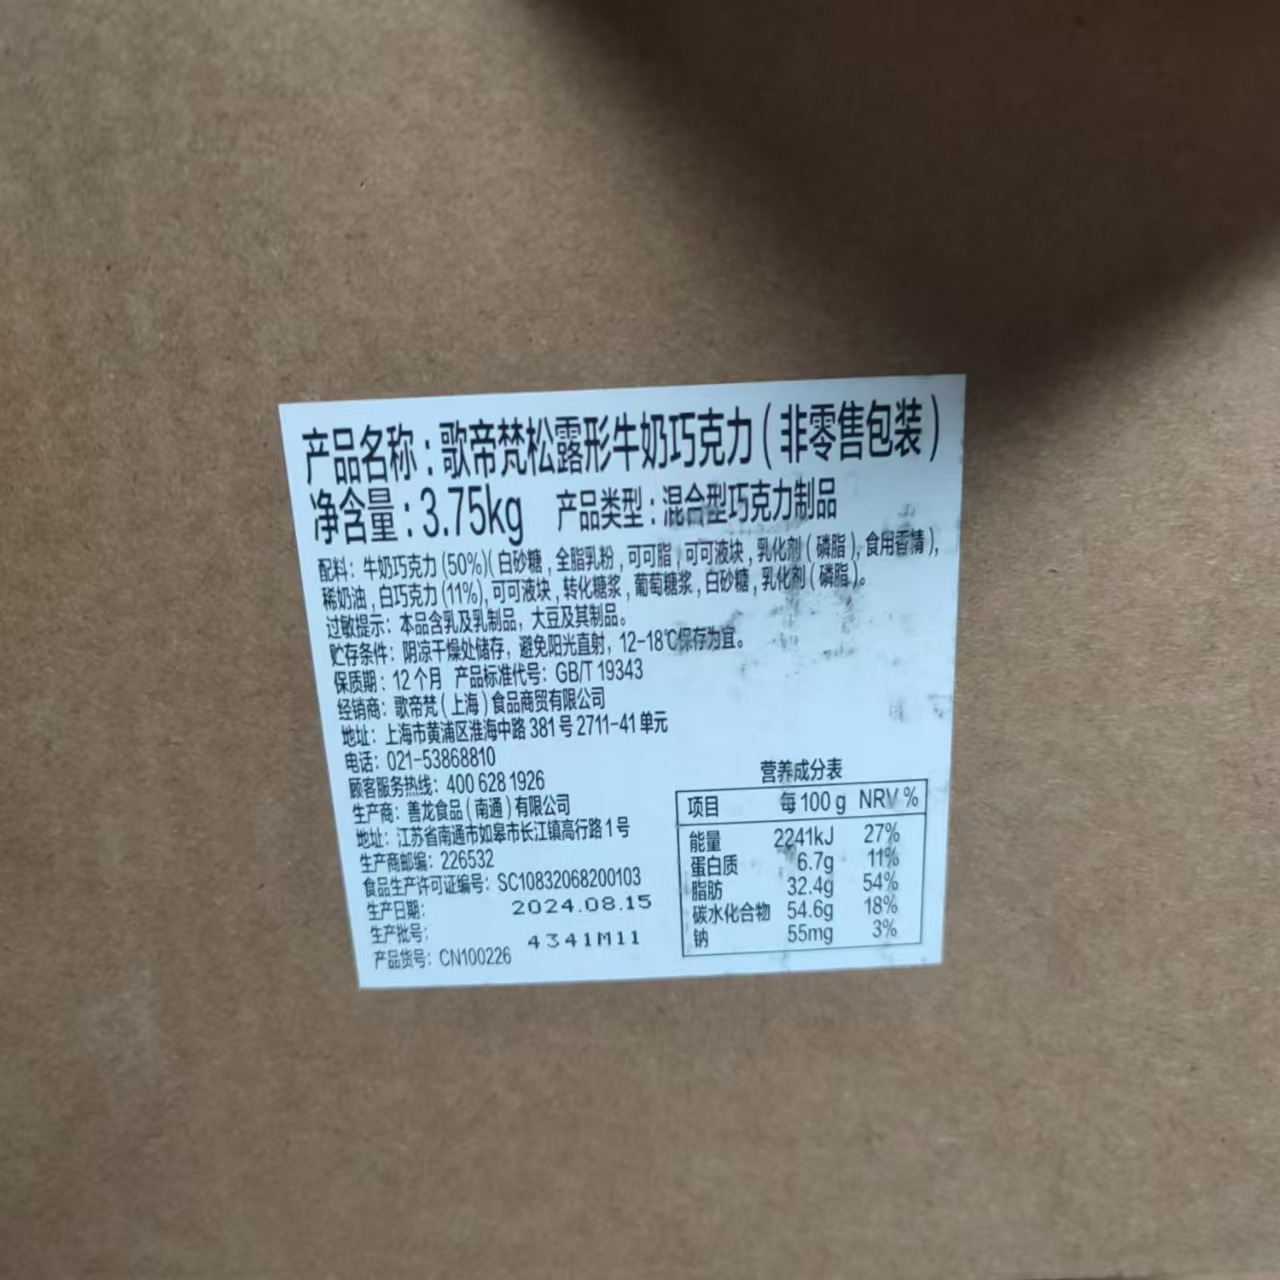 产品名称：歌帝梵松露形牛奶巧克力（非零售包装）
净含量：3.75kg 产品类型：混合型巧克力制品
配料：牛奶巧克力(50%)(白砂糖,全脂乳粉,可可脂,可可液块,乳化剂(磷脂),食用香精),
稀奶油,白巧克力(11%),可可液块,转化糖浆,葡萄糖浆,白砂糖,乳化剂(磷脂)。
过敏提示：本品含乳及乳制品，大豆及其制品。
贮存条件：阴凉干燥处储存，避免阳光直射，12-18℃保存为宜。
保质期：12个月 产品标准代号：GB/T 19343
经销商：歌帝梵（上海）食品商贸有限公司
地址：上海市黄浦区淮海中路381号2711-41单元
电话：021-53868810
顾客服务热线：400 628 1926
生产商：善龙食品（南通）有限公司
地址：江苏省南通市如皋市长江镇高行路1号
生产商邮编：226532
食品生产许可证编号：SC10832068200103
生产日期：2024.08.15
生产批号：4341M11
产品货号：CN100226
营养成分表
项目 每100g NRV%
能量 2241kJ 27%
蛋白质 6.7g 11%
脂肪 32.4g 54%
碳水化合物 54.6g 18%
钠 55mg 3%